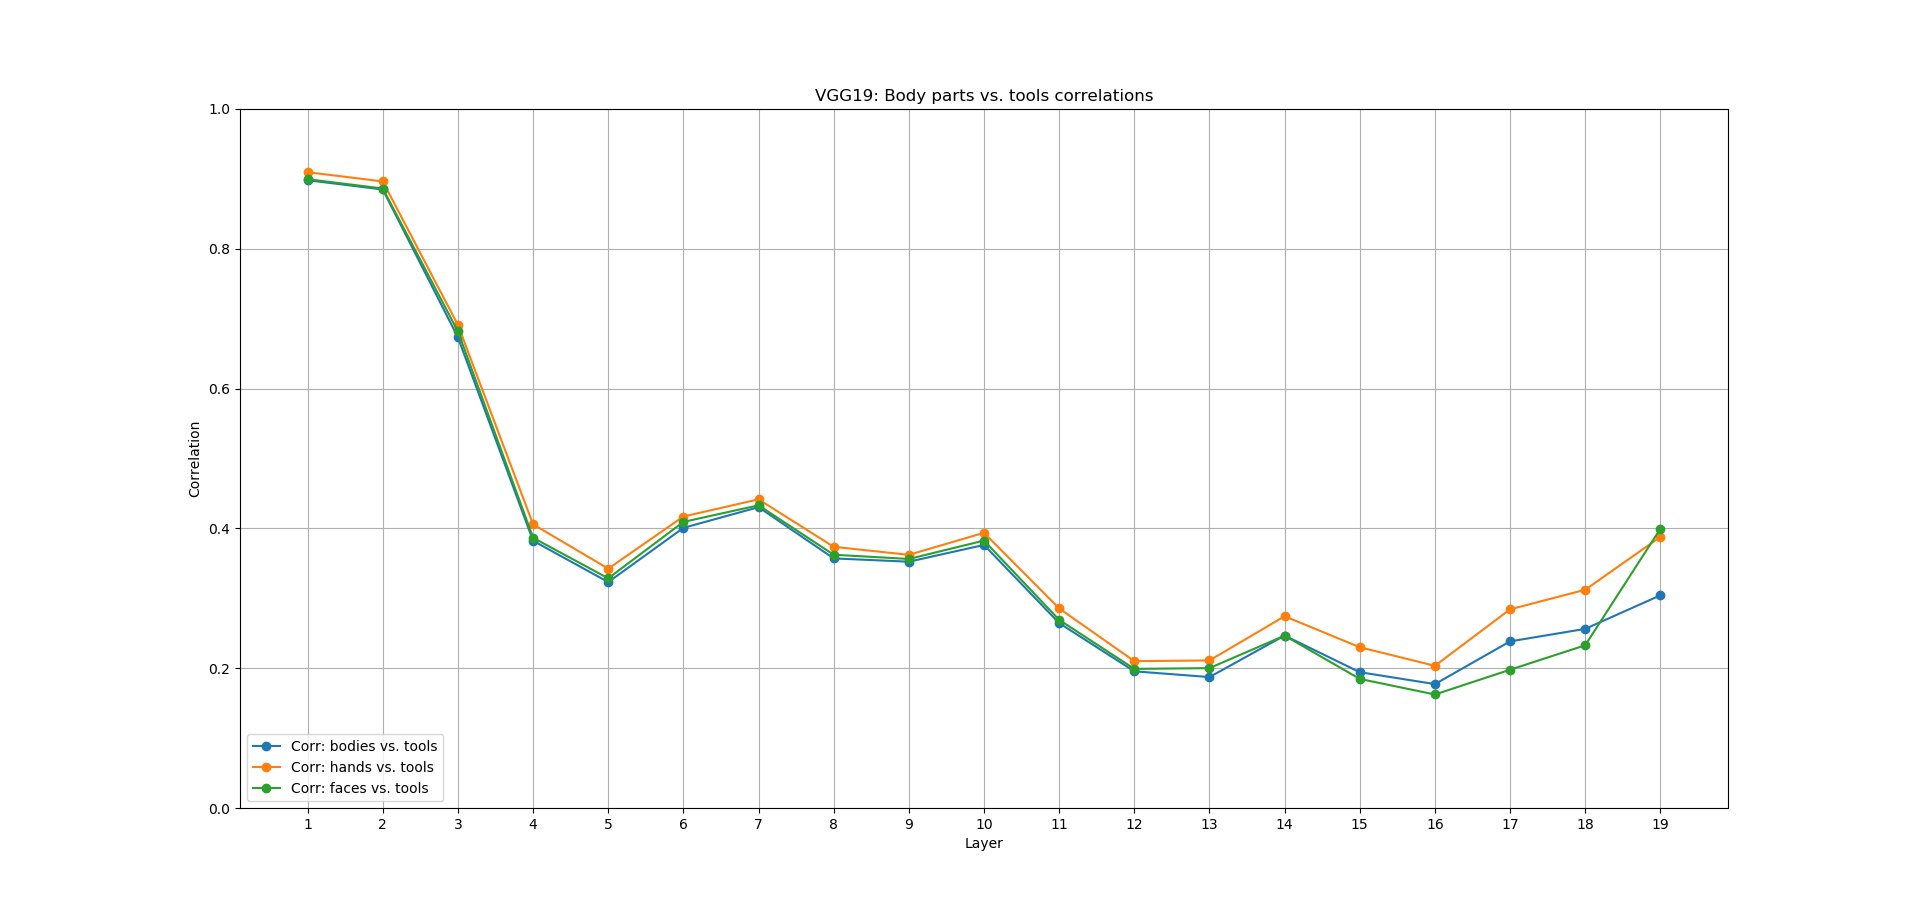 VGG19: Body parts vs. tools correlations
1.0
0.8
0.6
0.4
0.2
0.0
Correlation
Corr: bodies vs. tools
Corr: hands vs. tools
Corr: faces vs. tools
1 2 3 4 5 6 7 8 9 10 11 12 13 14 15 16 17 18 19
Layer